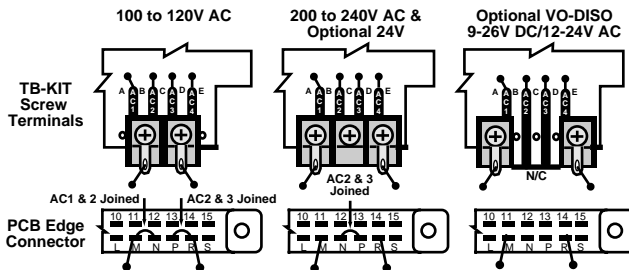 100 to 120V AC
200 to 240V AC &
Optional 24V
Optional VO-DISO
9-26V DC/12-24V AC
TB-KIT
Screw
Terminals
A B C D E
AC1 AC2 AC3 AC4
A B C D E
AC1 AC2 AC3 AC4
A B C D E
AC1 AC2 AC3 AC4
N/C
AC1 & 2 Joined
AC2 & 3 Joined
AC2 & 3
Joined
PCB Edge
Connector
10 11 12 13 14 15
L M N P R S
10 11 12 13 14 15
L M N P R S
10 11 12 13 14 15
L M N P R S